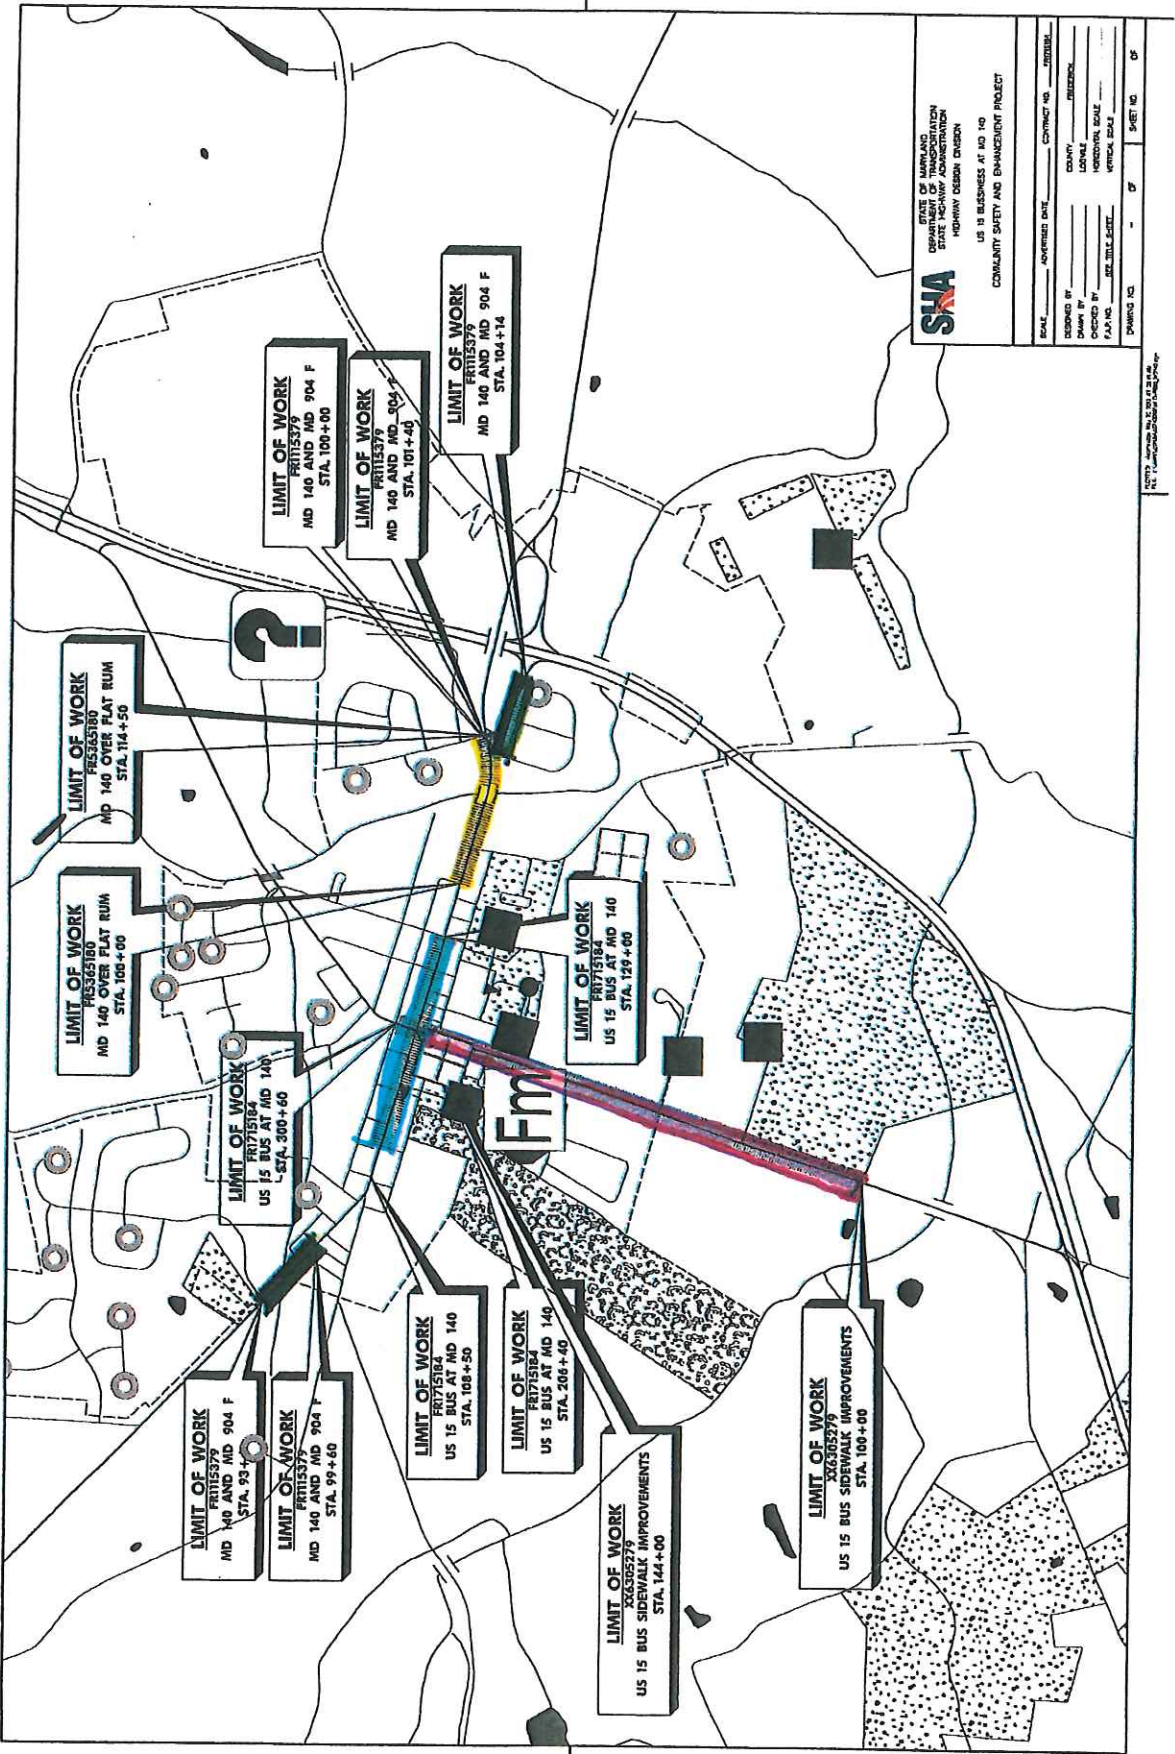 LIMIT OF WORK
FR1115379
MD 140 AND MD 904 F
STA. 93+
LIMIT OF WORK
FR1115379
MD 140 AND MD 904 F
STA. 99+60
LIMIT OF WORK
FR5365180
MD 140 OVER FLAT RUM
STA. 100+00
LIMIT OF WORK
FR5365180
MD 140 OVER FLAT RUM
STA. 114+50
LIMIT OF WORK
FR1715184
US 15 BUS AT MD 140
STA. 300+60
?
LIMIT OF WORK
FR1115379
MD 140 AND MD 904 F
STA. 100+00
LIMIT OF WORK
FR1115379
MD 140 AND MD 904 F
STA. 101+40
LIMIT OF WORK
FR1115379
MD 140 AND MD 904 F
STA. 104+14
LIMIT OF WORK
FR1715184
US 15 BUS AT MD 140
STA. 108+50
LIMIT OF WORK
FR1715184
US 15 BUS AT MD 140
STA. 206+40
Fm
LIMIT OF WORK
FR1715184
US 15 BUS AT MD 140
STA. 129+00
LIMIT OF WORK
XX6305279
US 15 BUS SIDEWALK IMPROVEMENTS
STA. 144+00
LIMIT OF WORK
XX6305279
US 15 BUS SIDEWALK IMPROVEMENTS
STA. 100+00
SHA
STATE OF MARYLAND
DEPARTMENT OF TRANSPORTATION
STATE HIGHWAY ADMINISTRATION
HIGHWAY DESIGN DIVISION
US 15 BUSSINESS AT MD 140
COMMUNITY SAFETY AND ENHANCEMENT PROJECT
SCALE ADVERTISED DATE CONTRACT NO.
DESIGNED BY COUNTY FREDERICK
DRAWN BY LOGMILE
CHECKED BY HORIZONTAL SCALE
F.A.P. NO. SEE TITLE SHEET VERTICAL SCALE
DRAWING NO. - OF SHEET NO. OF